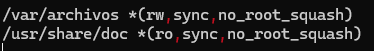 /var/archivos *(rw,sync,no_root_squash)
/usr/share/doc *(ro,sync,no_root_squash)